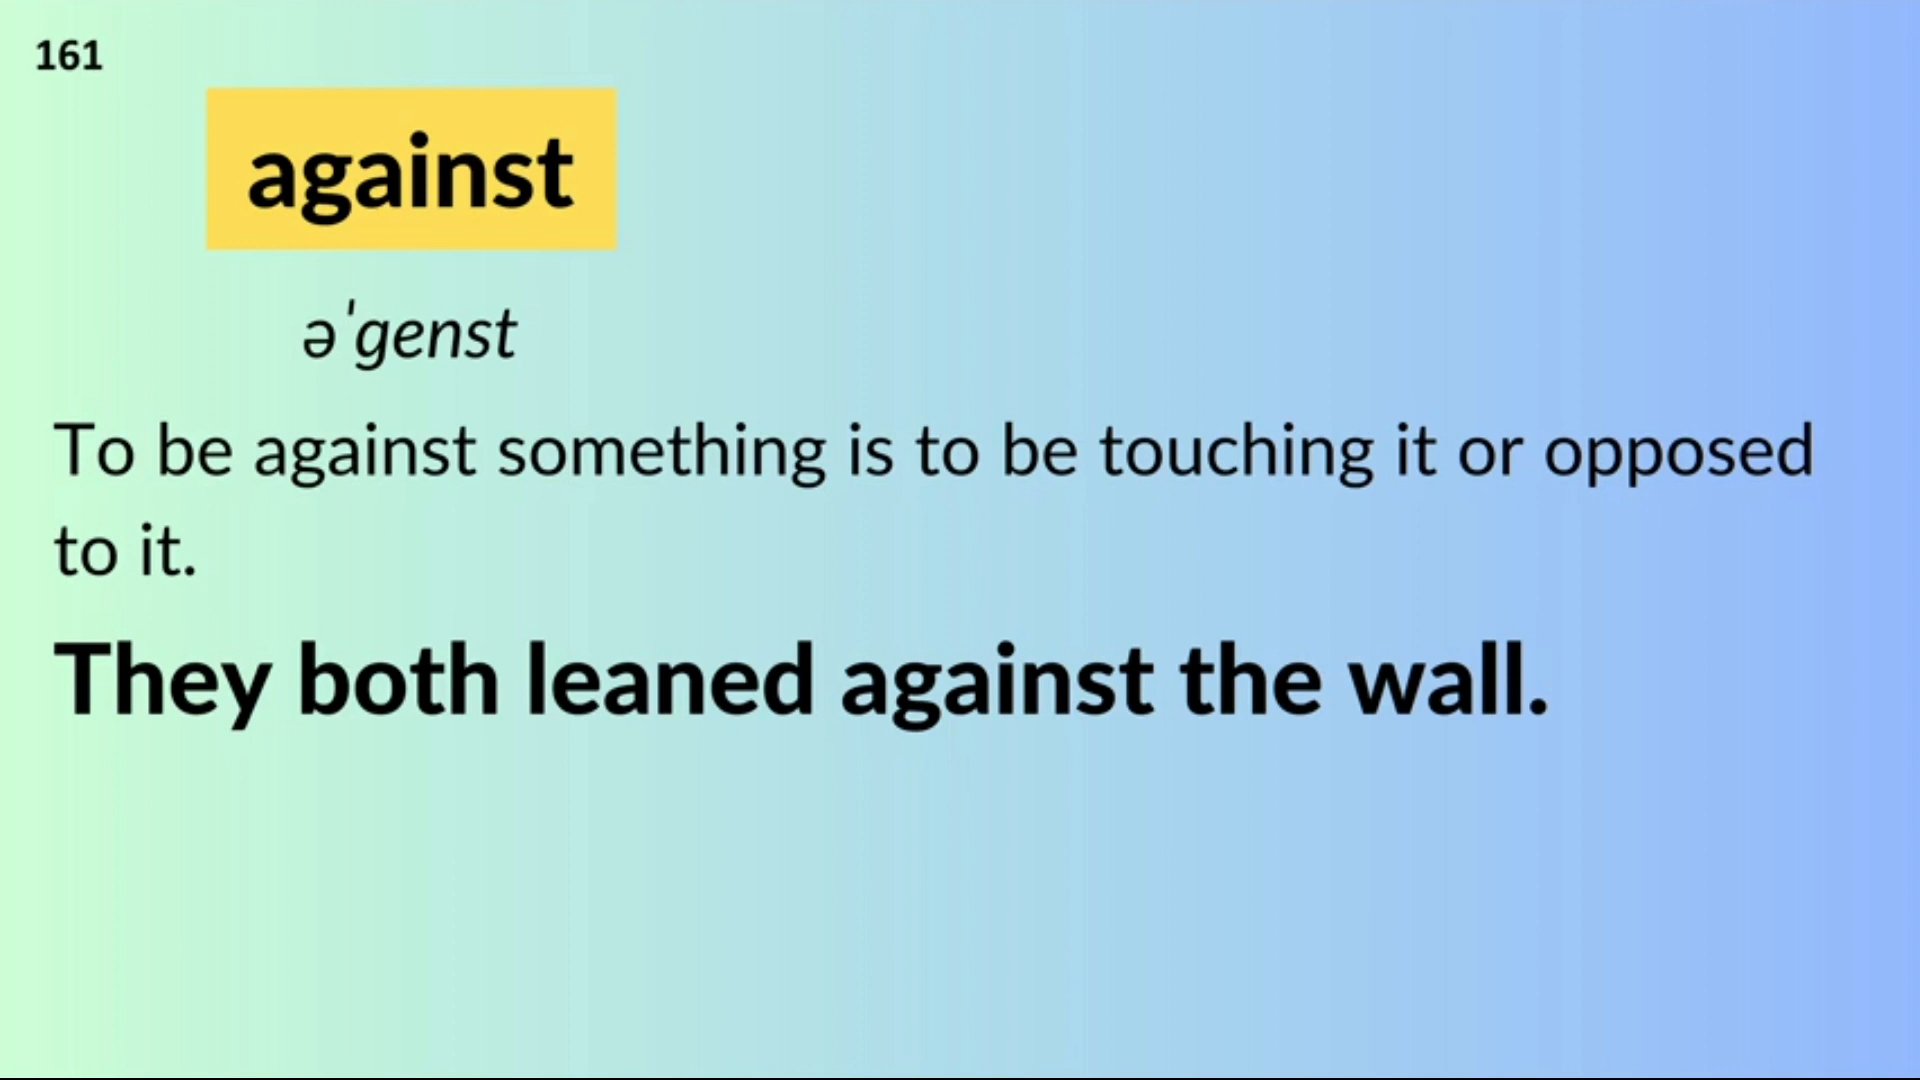 161
against
əˈgenst
To be against something is to be touching it or opposed
to it.
They both leaned against the wall.